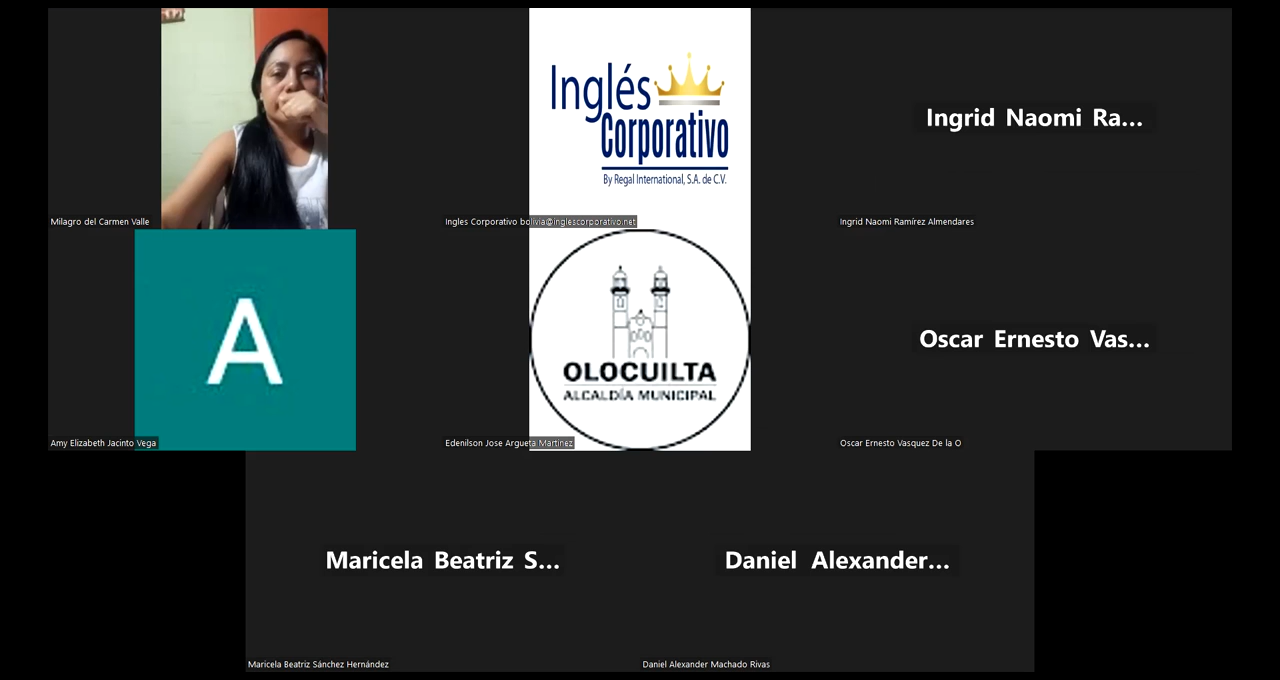 Inglés
Corporativo
By Regal International, S.A. de C.V.
Ingrid Naomi Ra...
Milagro del Carmen Valle
Ingles Corporativo bolivia@inglescorporativo.net
Ingrid Naomi Ramírez Almendares
A
OLOCUILTA
ALCALDÍA MUNICIPAL
Oscar Ernesto Vas...
Amy Elizabeth Jacinto Vega
Edenilson Jose Argueta Martinez
Oscar Ernesto Vasquez De la O
Maricela Beatriz S...
Daniel Alexander...
Maricela Beatriz Sánchez Hernández
Daniel Alexander Machado Rivas